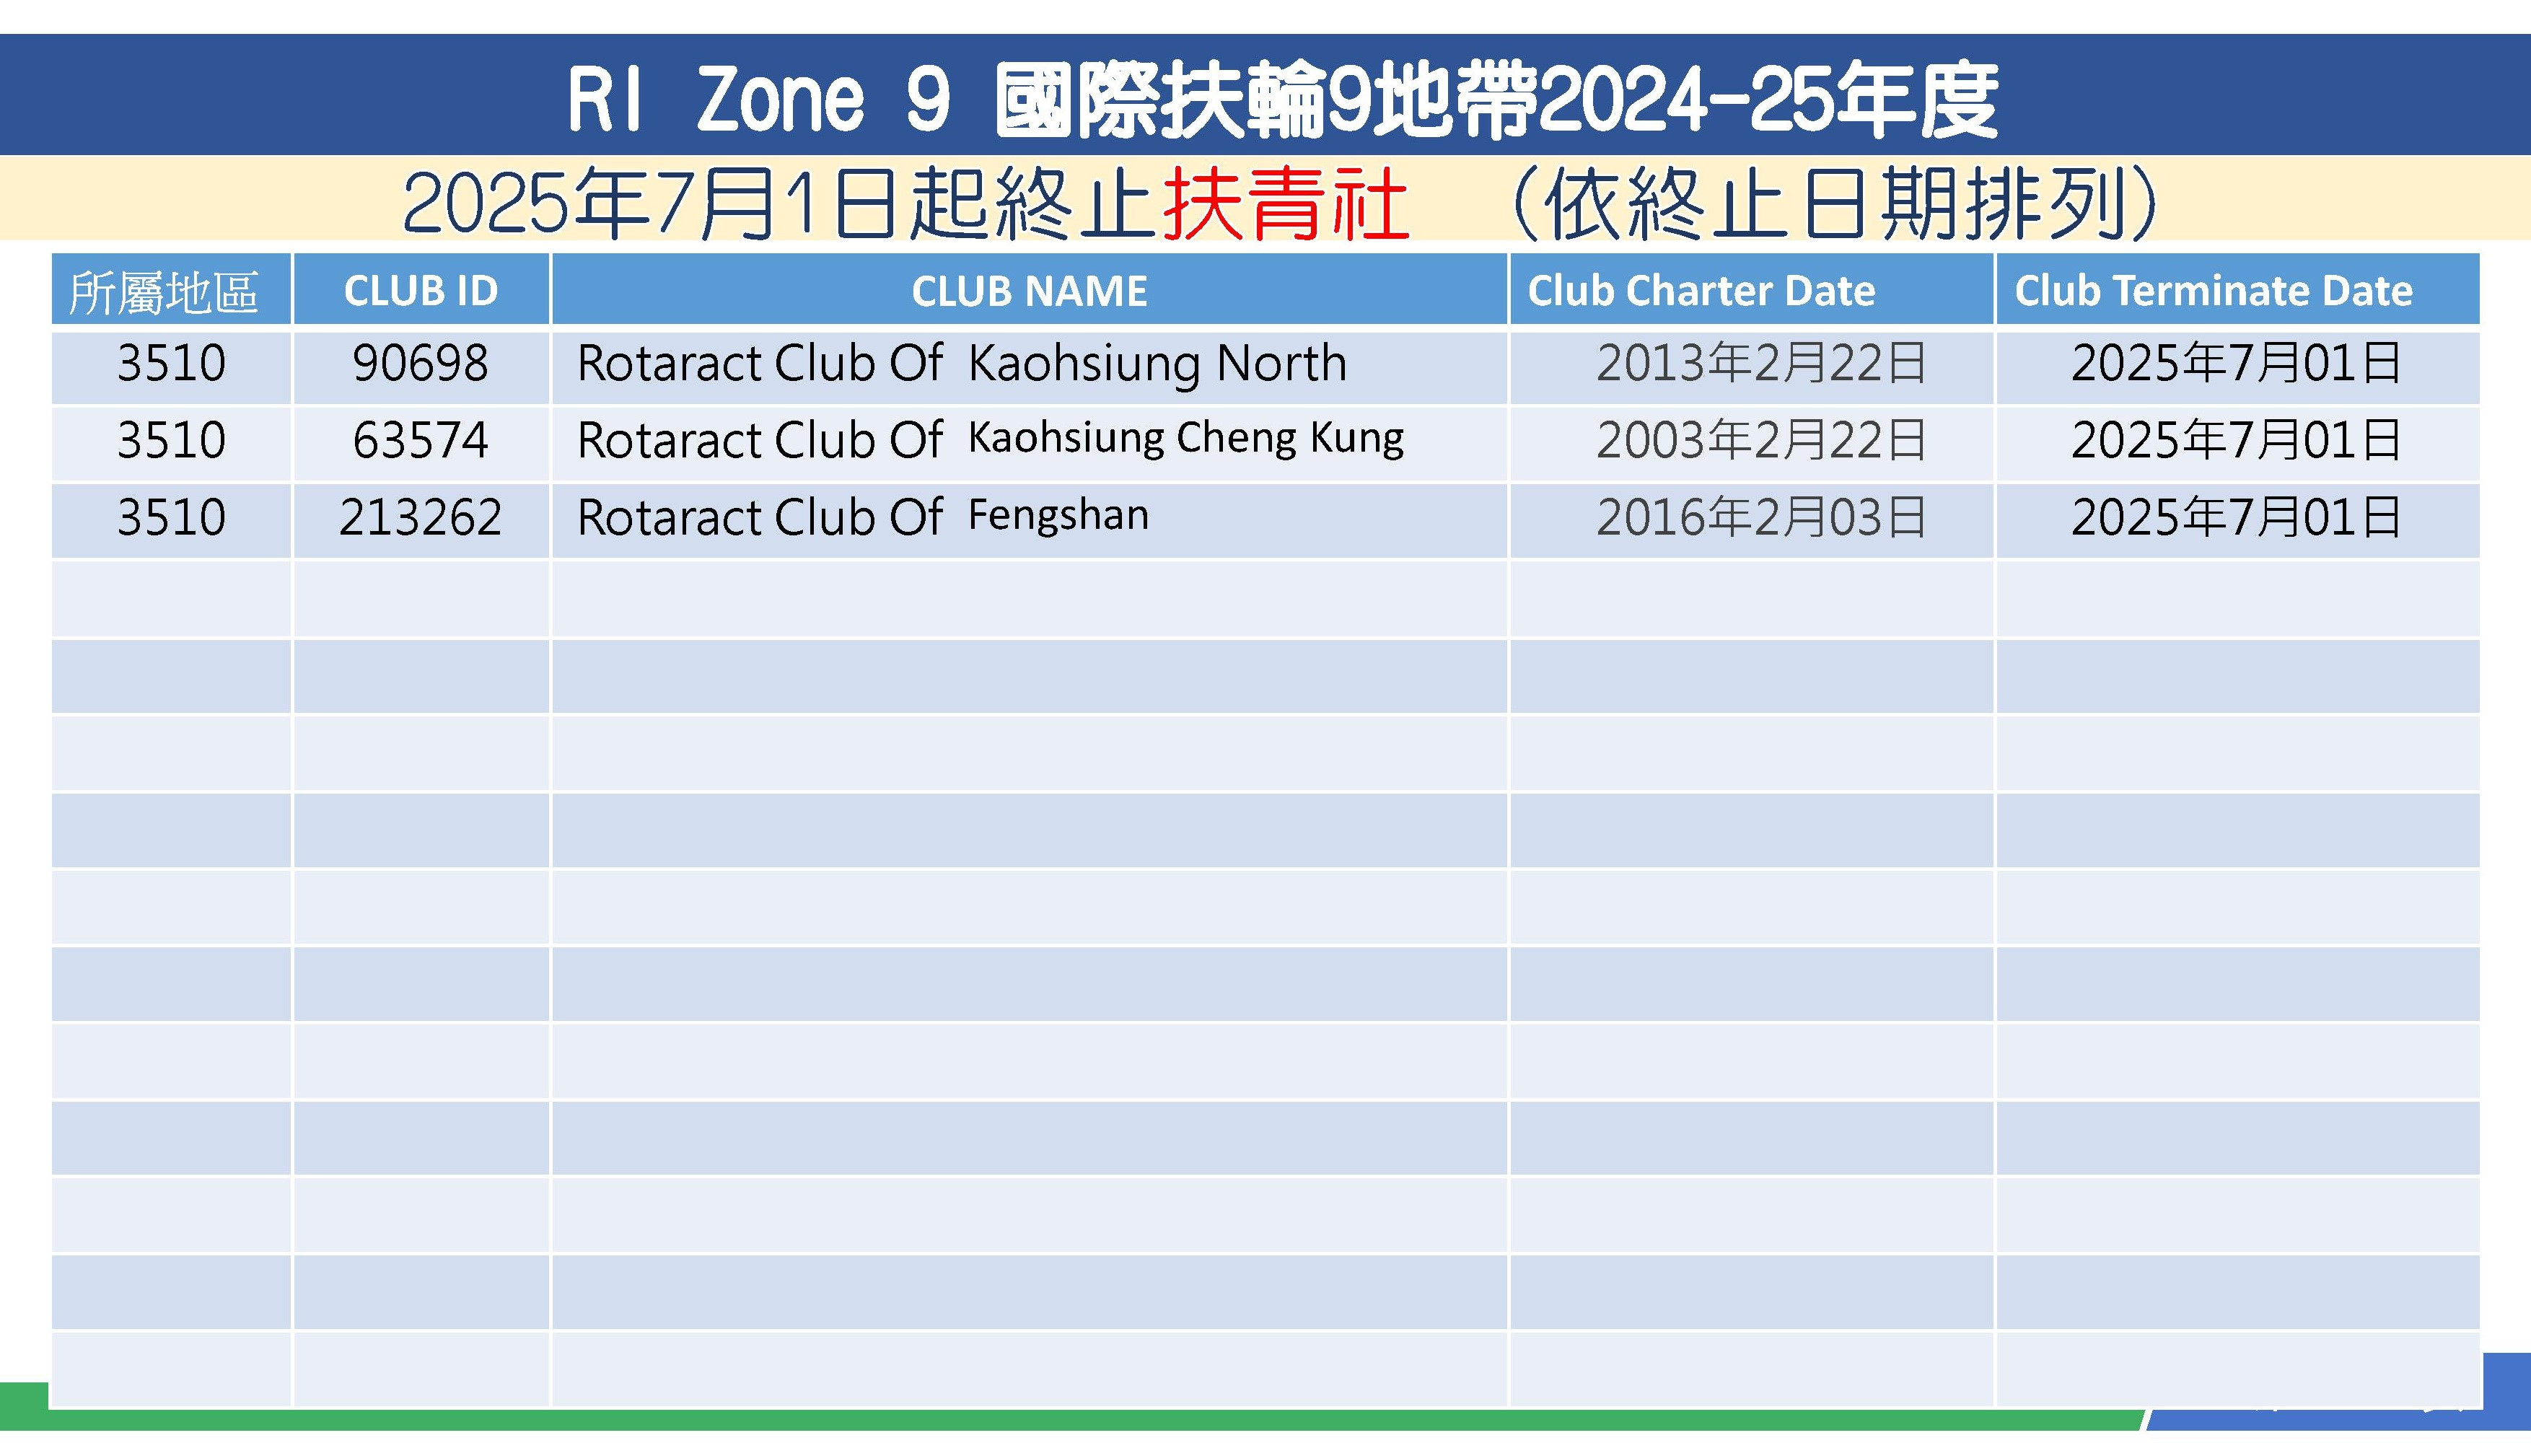 RI Zone 9 國際扶輪9地帶2024-25年度
2025年7月1日起終止扶青社 (依終止日期排列)
所屬地區 CLUB ID CLUB NAME Club Charter Date Club Terminate Date
3510 90698 Rotaract Club Of Kaohsiung North 2013年2月22日 2025年7月01日
3510 63574 Rotaract Club Of Kaohsiung Cheng Kung 2003年2月22日 2025年7月01日
3510 213262 Rotaract Club Of Fengshan 2016年2月03日 2025年7月01日